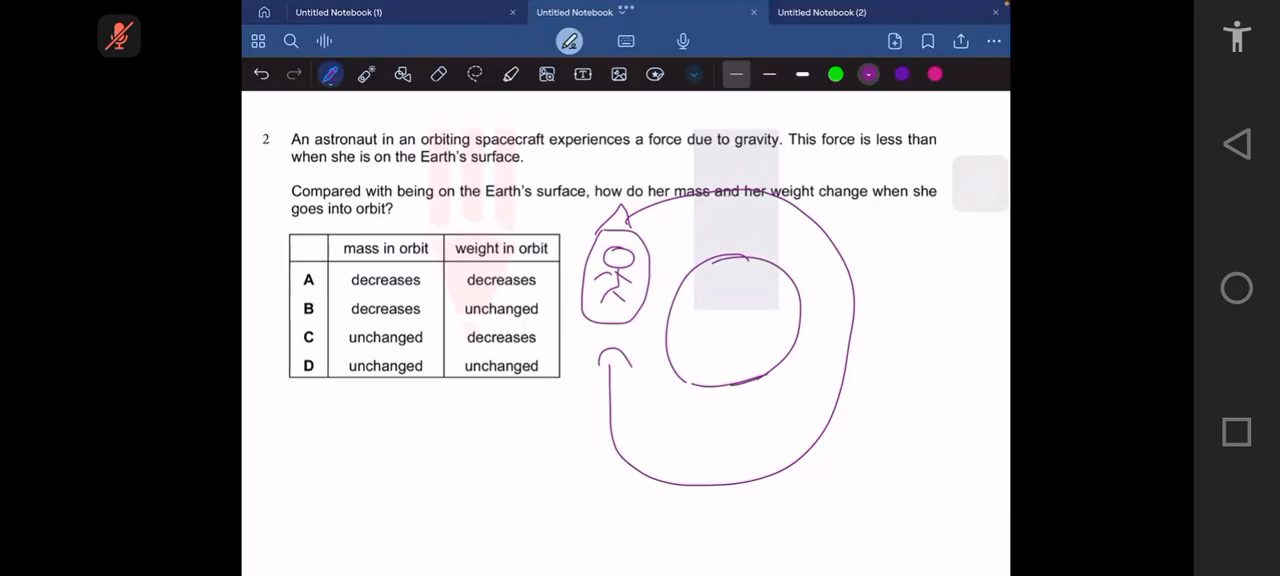 Untitled Notebook (1)
Untitled Notebook
Untitled Notebook (2)
2 An astronaut in an orbiting spacecraft experiences a force due to gravity. This force is less than
when she is on the Earth's surface.
Compared with being on the Earth's surface, how do her mass and her weight change when she
goes into orbit?
mass in orbit weight in orbit
A decreases decreases
B decreases unchanged
C unchanged decreases
D unchanged unchanged